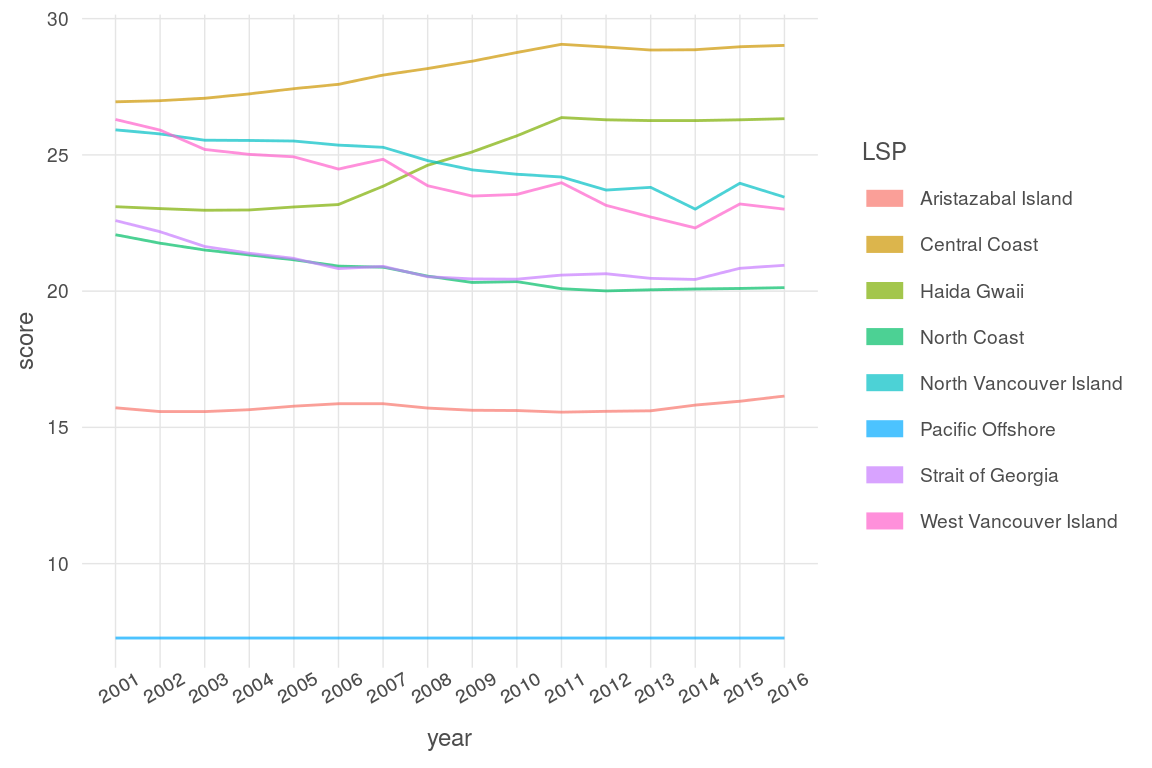 30
25
20
15
10
score
2001 2002 2003 2004 2005 2006 2007 2008 2009 2010 2011 2012 2013 2014 2015 2016
year
LSP
Aristazabal Island
Central Coast
Haida Gwaii
North Coast
North Vancouver Island
Pacific Offshore
Strait of Georgia
West Vancouver Island